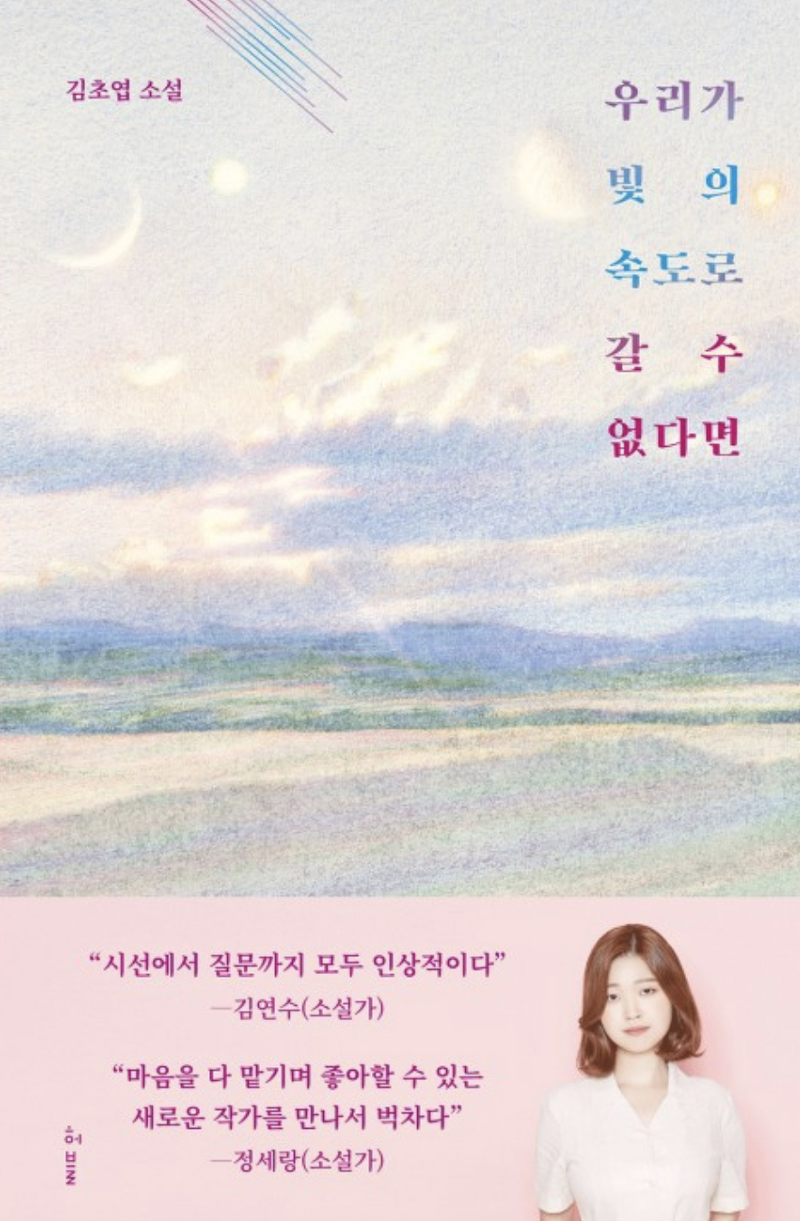 김초엽 소설
우리가
빛의
속도로
갈 수
없다면
“시선에서 질문까지 모두 인상적이다”
—김연수(소설가)
“마음을 다 맡기며 좋아할 수 있는
새로운 작가를 만나서 벅차다”
—정세랑(소설가)
허블